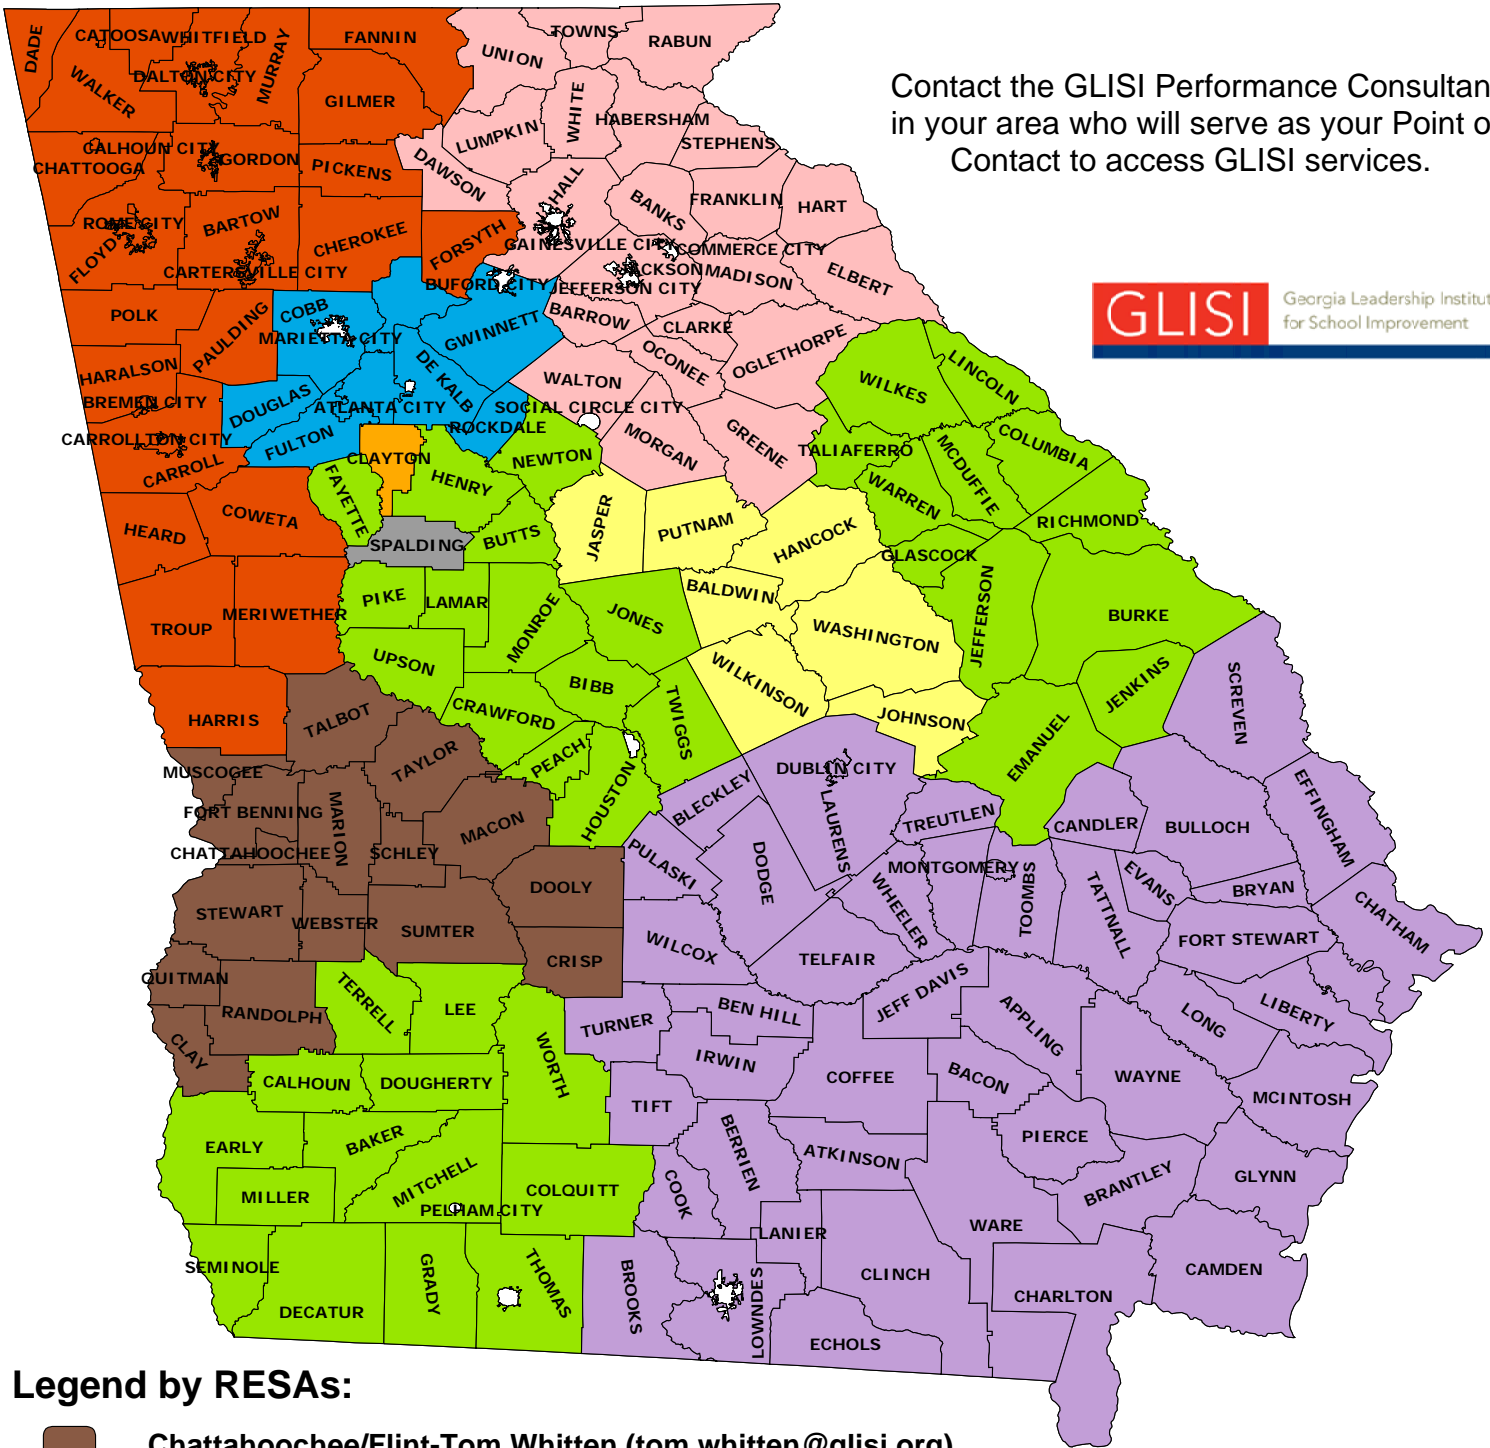 Contact the GLISI Performance Consultan
in your area who will serve as your Point o
Contact to access GLISI services.
GLISI
Georgia Leadership Institut
for School Improvement
DADE
CATOOSA
WHITFIELD
MURRAY
FANNIN
UNION
TOWNS
RABUN
WALKER
DALTON CITY
GILMER
LUMPKIN
WHITE
HABERSHAM
STEPHENS
CHATTOOGA
CALHOUN CITY
GORDON
PICKENS
DAWSON
HALL
BANKS
FRANKLIN
HART
ROME CITY
FLOYD
BARTOW
CHEROKEE
FORSYTH
GAINESVILLE CITY
COMMERCE CITY
CARTERSVILLE CITY
BUFORD CITY
JEFFERSON CITY
JACKSON
MADISON
ELBERT
POLK
PAULDING
COBB
MARIETTA CITY
GWINNETT
BARROW
CLARKE
OCONEE
OGLETHORPE
HARALSON
BREMEN CITY
DOUGLAS
ATLANTA CITY
DE KALB
WALTON
SOCIAL CIRCLE CITY
WILKES
LINCOLN
CARROLLTON CITY
CARROLL
FULTON
ROCKDALE
MORGAN
GREENE
TALIAFERRO
MCDUFFIE
COLUMBIA
CLAYTON
FAYETTE
HENRY
NEWTON
WARREN
RICHMOND
HEARD
COWETA
SPALDING
BUTTS
JASPER
PUTNAM
HANCOCK
GLASCOCK
JEFFERSON
BURKE
TROUP
MERIWETHER
PIKE
LAMAR
MONROE
JONES
BALDWIN
WASHINGTON
UPSON
BIBB
TWIGGS
WILKINSON
JOHNSON
JENKINS
SCREVEN
HARRIS
TALBOT
CRAWFORD
PEACH
HOUSTON
EMANUEL
TAYLOR
MUSCOGEE
FORT BENNING
MARION
MACON
BLECKLEY
DUBLIN CITY
LAURENS
TREUTLEN
CANDLER
BULLOCH
EFFINGHAM
CHATTAHOOCHEE
SCHLEY
DOOLY
PULASKI
DODGE
MONTGOMERY
WHEELER
TOOMBS
TATTNALL
EVANS
BRYAN
CHATHAM
STEWART
WEBSTER
SUMTER
CRISP
WILCOX
TELFAIR
FORT STEWART
QUITMAN
RANDOLPH
TERRELL
LEE
WORTH
TURNER
BEN HILL
JEFF DAVIS
APPLING
LONG
LIBERTY
CLAY
CALHOUN
DOUGHERTY
IRWIN
COFFEE
BACON
WAYNE
MCINTOSH
TIFT
EARLY
BAKER
BERRIEN
ATKINSON
PIERCE
BRANTLEY
GLYNN
MILLER
MITCHELL
PELHAM CITY
COLQUITT
COOK
LANIER
WARE
SEMINOLE
DECATUR
GRADY
THOMAS
BROOKS
LOWNDES
CLINCH
ECHOLS
CHARLTON
CAMDEN
Legend by RESAs:
Chattahoochee/Flint-Tom Whitten (tom.whitten@glisi.org)